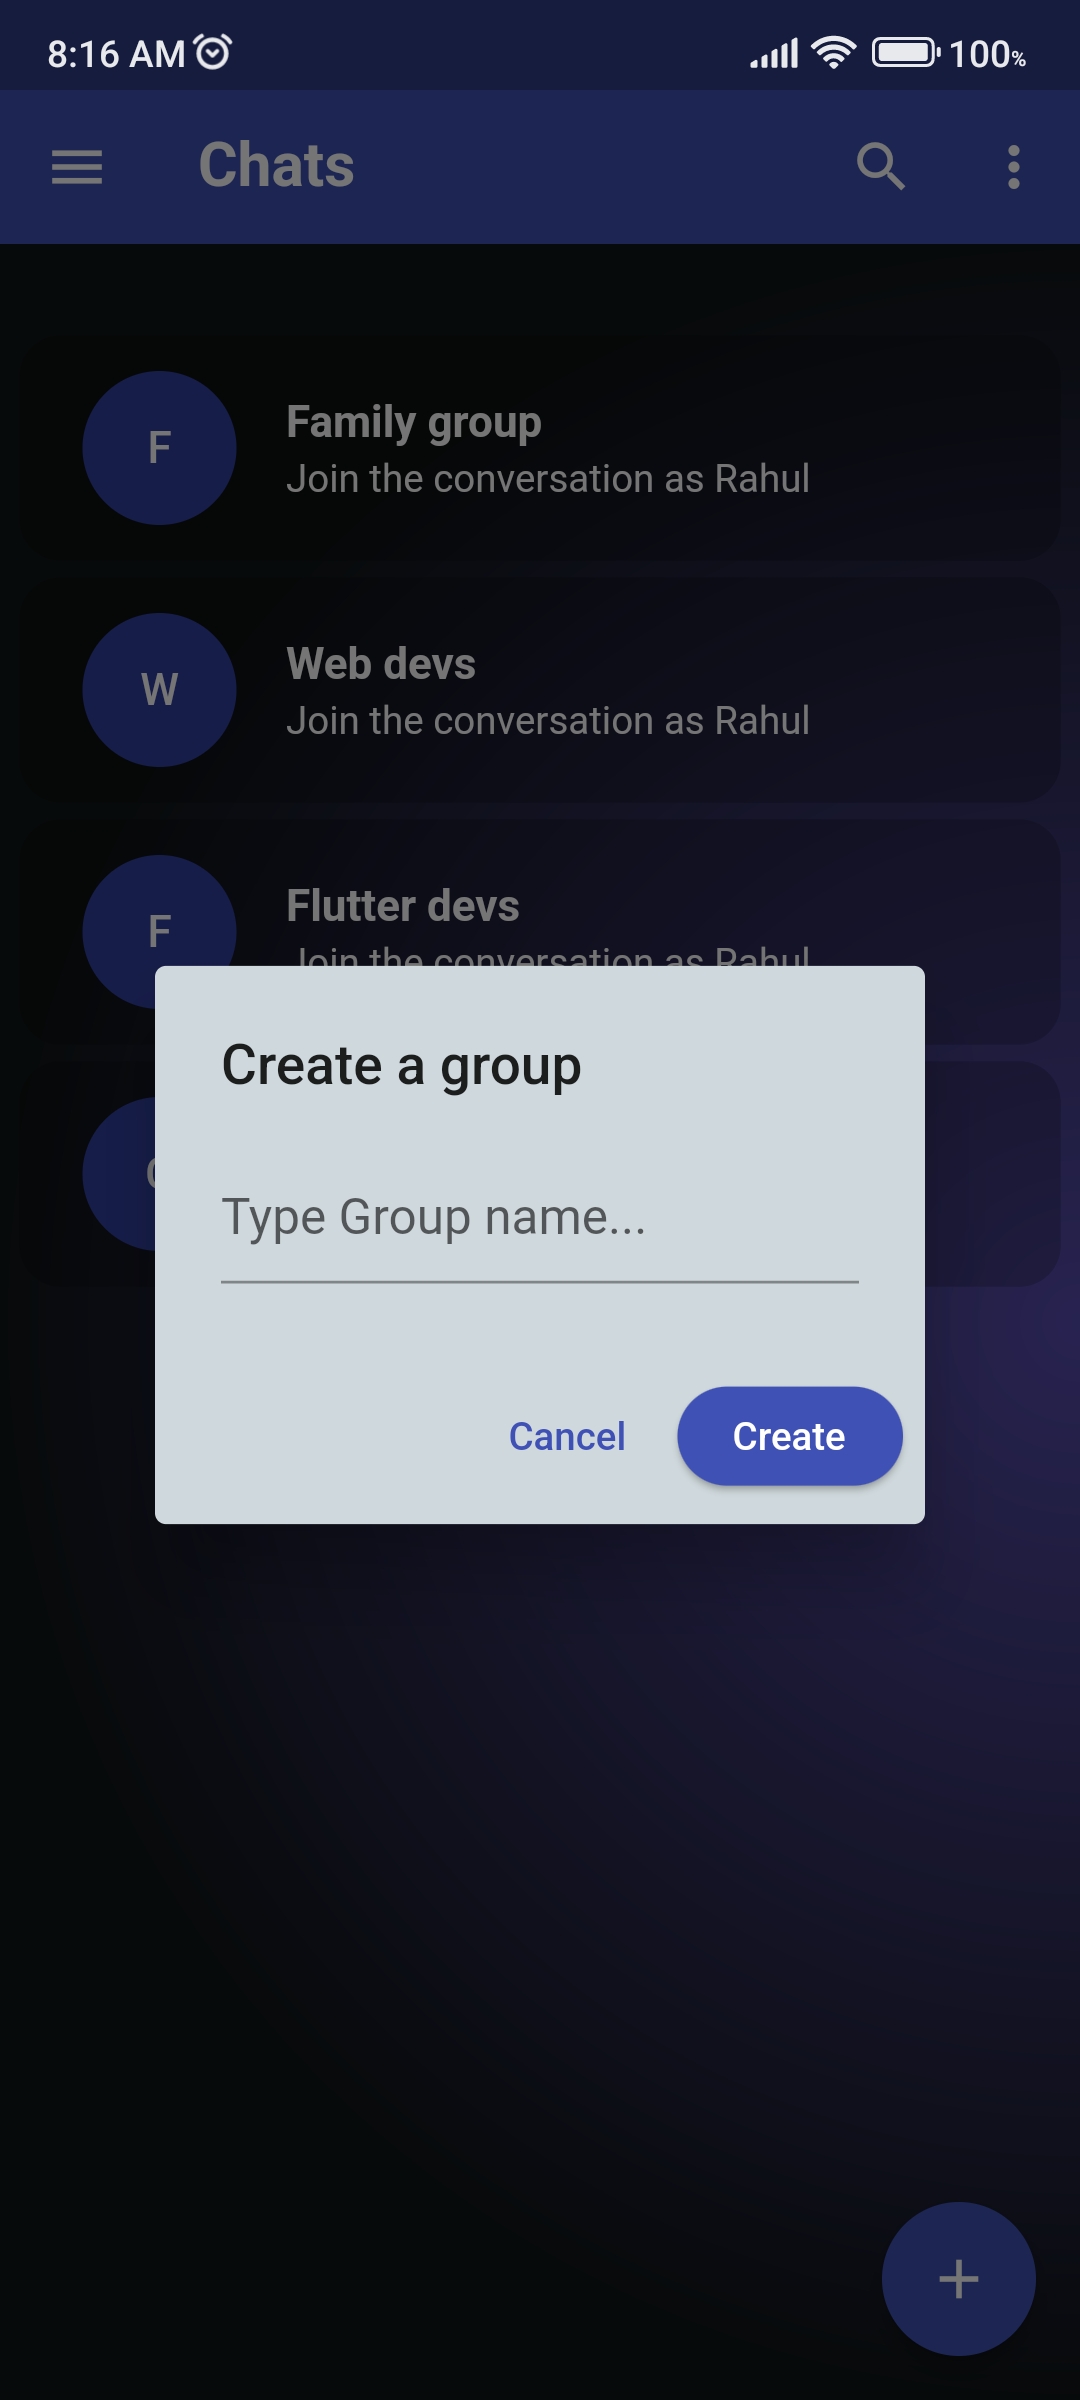 8:16 AM
100%
Chats
F
Family group
Join the conversation as Rahul
W
Web devs
Join the conversation as Rahul
F
Flutter devs
Join the conversation as Rahul
Create a group
Type Group name...
Cancel
Create